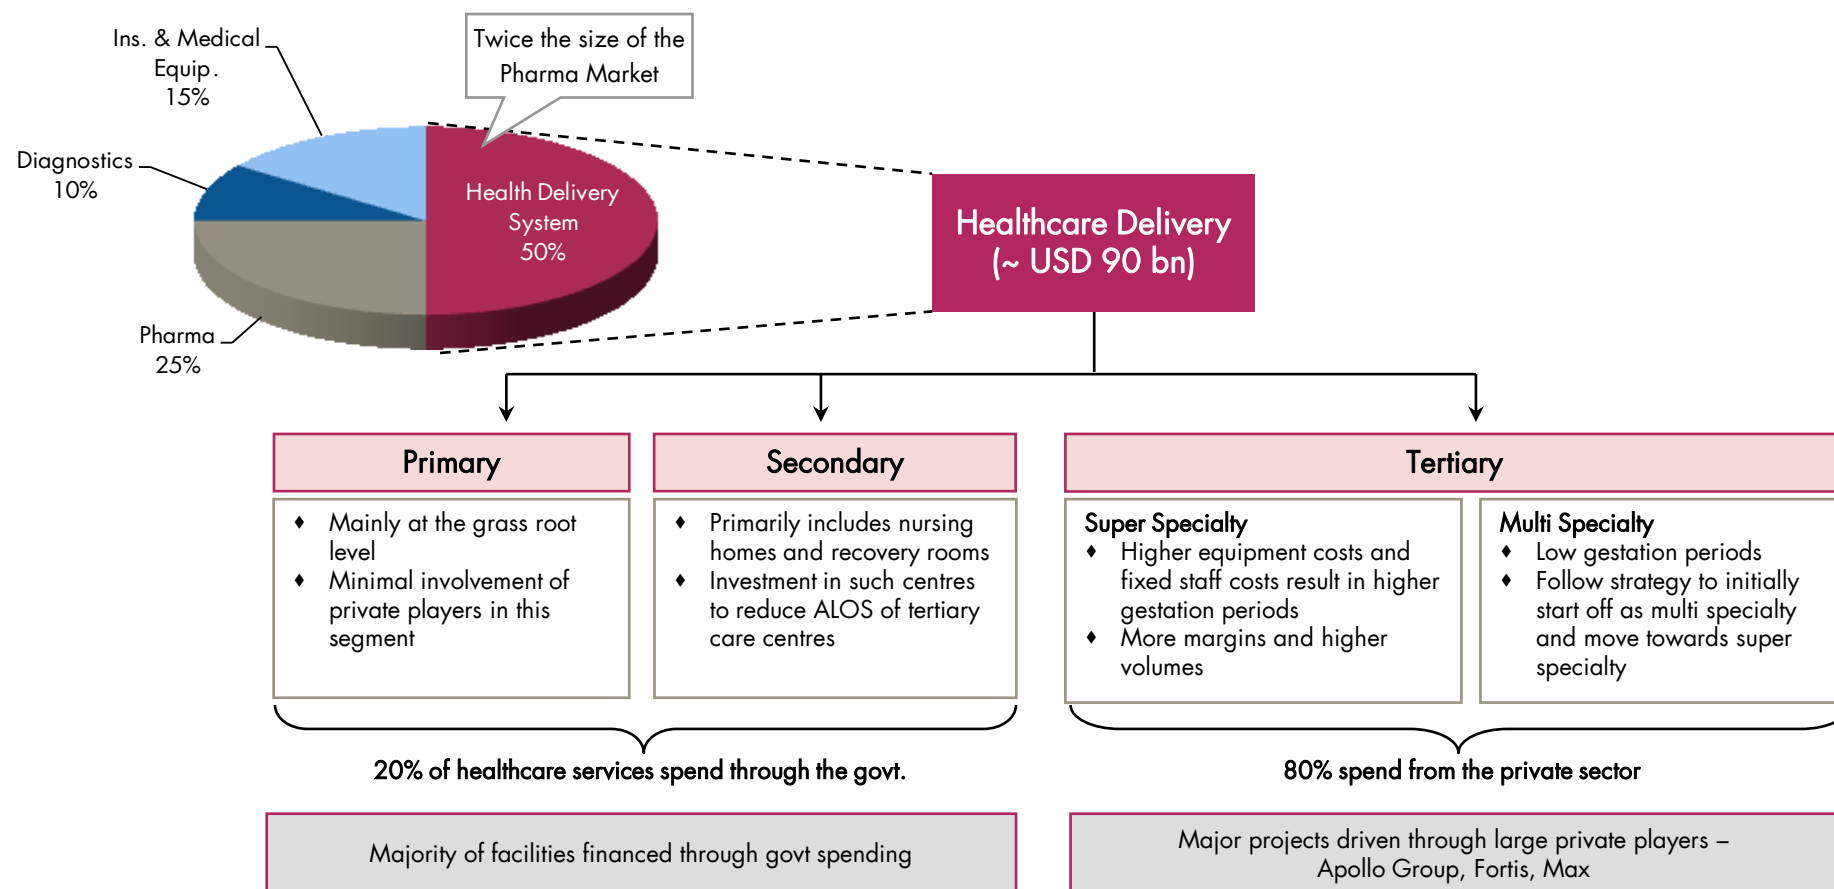 Ins. & Medical
Equip.
15%
Twice the size of the
Pharma Market
Diagnostics
10%
Health Delivery
System
50%
Pharma
25%
Healthcare Delivery
(~ USD 90 bn)
Primary
♦ Mainly at the grass root
level
♦ Minimal involvement of
private players in this
segment
Secondary
♦ Primarily includes nursing
homes and recovery rooms
♦ Investment in such centres
to reduce ALOS of tertiary
care centres
Tertiary
Super Specialty
♦ Higher equipment costs and
fixed staff costs result in higher
gestation periods
♦ More margins and higher
volumes
Multi Specialty
♦ Low gestation periods
♦ Follow strategy to initially
start off as multi specialty
and move towards super
specialty
20% of healthcare services spend through the govt.
80% spend from the private sector
Majority of facilities financed through govt spending
Major projects driven through large private players –
Apollo Group, Fortis, Max